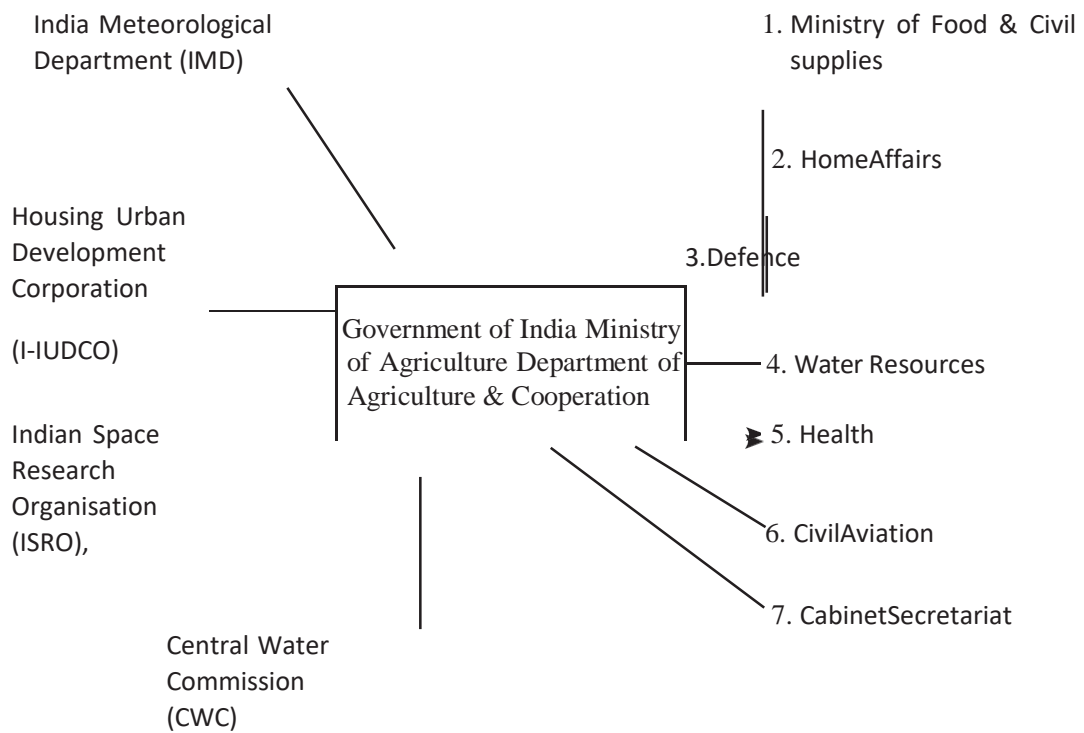 India Meteorological
Department (IMD)
1. Ministry of Food & Civil
supplies
2. HomeAffairs
Housing Urban
Development
Corporation
(I-IUDCO)
3.Defence
Government of India Ministry
of Agriculture Department of
Agriculture & Cooperation
4. Water Resources
Indian Space
Research
Organisation
(ISRO),
5. Health
6. CivilAviation
7. CabinetSecretariat
Central Water
Commission
(CWC)